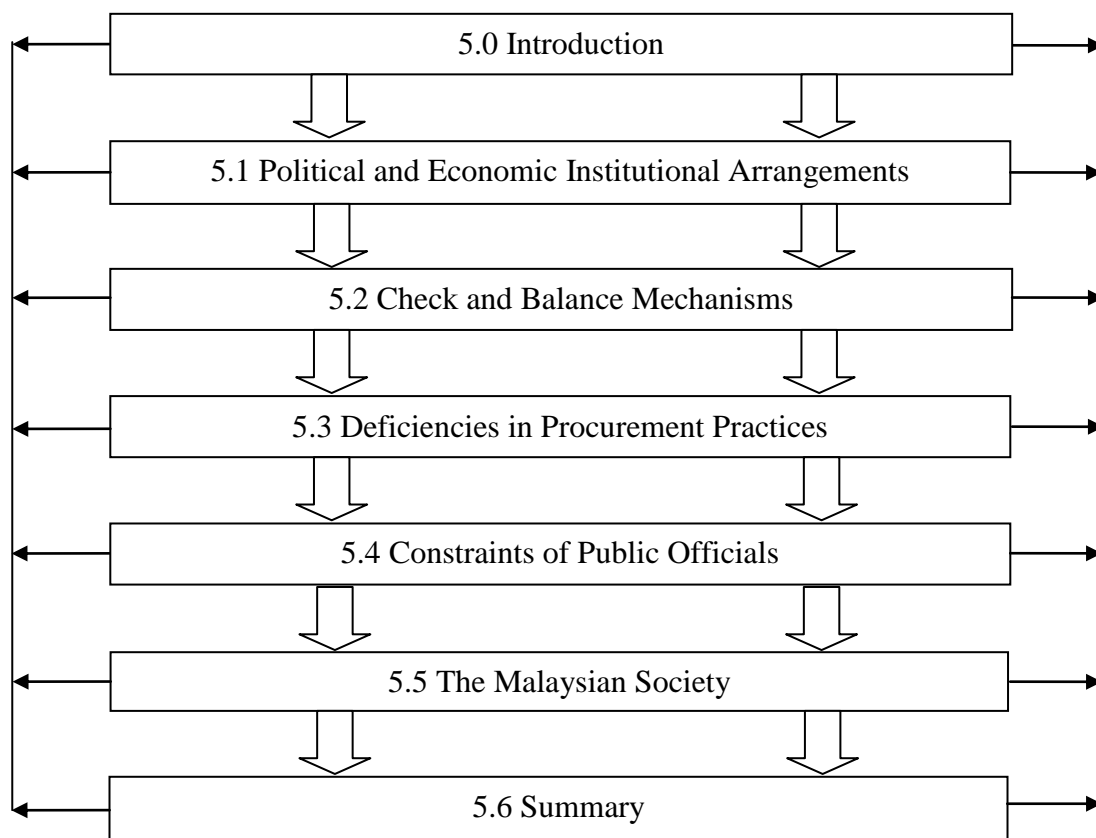 5.0 Introduction
5.1 Political and Economic Institutional Arrangements
5.2 Check and Balance Mechanisms
5.3 Deficiencies in Procurement Practices
5.4 Constraints of Public Officials
5.5 The Malaysian Society
5.6 Summary